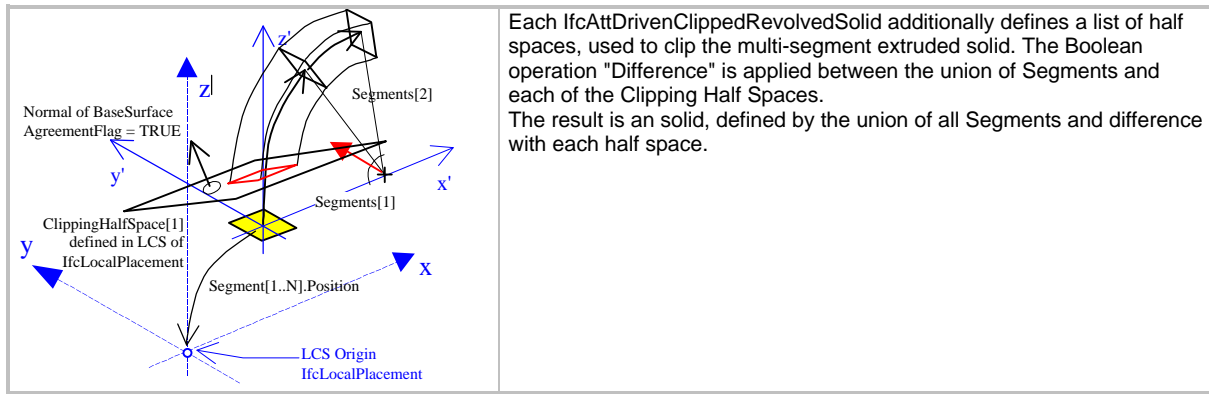 z'
z
Segments[2]
Normal of BaseSurface
AgreementFlag = TRUE
y'
x'
Segments[1]
ClippingHalfSpace[1]
defined in LCS of
IfcLocalPlacement
y
x
Segment[1..N].Position
LCS Origin
IfcLocalPlacement
Each IfcAttDrivenClippedRevolvedSolid additionally defines a list of half
spaces, used to clip the multi-segment extruded solid. The Boolean
operation "Difference" is applied between the union of Segments and
each of the Clipping Half Spaces.
The result is an solid, defined by the union of all Segments and difference
with each half space.